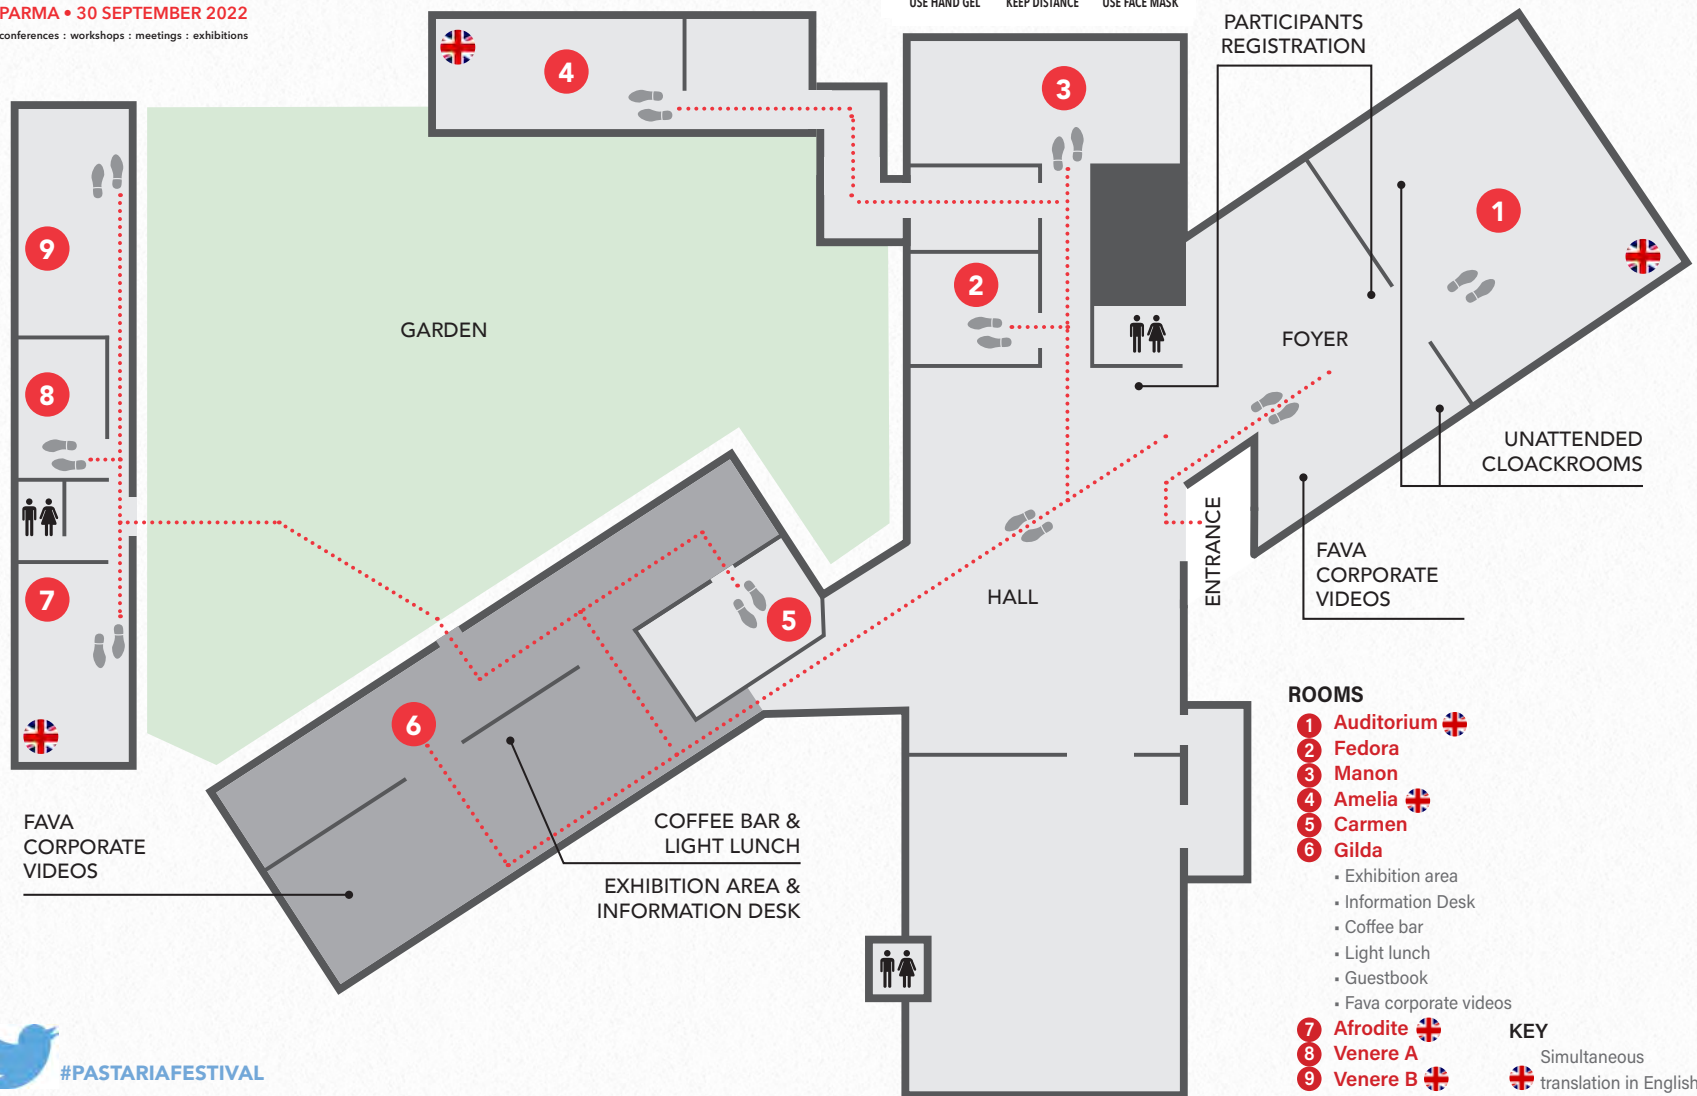 PARMA • 30 SEPTEMBER 2022
conferences : workshops : meetings : exhibitions
USE HAND GEL
KEEP DISTANCE
USE FACE MASK
PARTICIPANTS
REGISTRATION
4
3
1
9
2
GARDEN
FOYER
8
UNATTENDED
CLOACKROOMS
ENTRANCE
FAVA
CORPORATE
VIDEOS
7
5
HALL
6
FAVA
CORPORATE
VIDEOS
COFFEE BAR &
LIGHT LUNCH
EXHIBITION AREA &
INFORMATION DESK
ROOMS
1 Auditorium
2 Fedora
3 Manon
4 Amelia
5 Carmen
6 Gilda
▪ Exhibition area
▪ Information Desk
▪ Coffee bar
▪ Light lunch
▪ Guestbook
▪ Fava corporate videos
7 Afrodite
8 Venere A
9 Venere B
KEY
Simultaneous
translation in English
#PASTARIAFESTIVAL